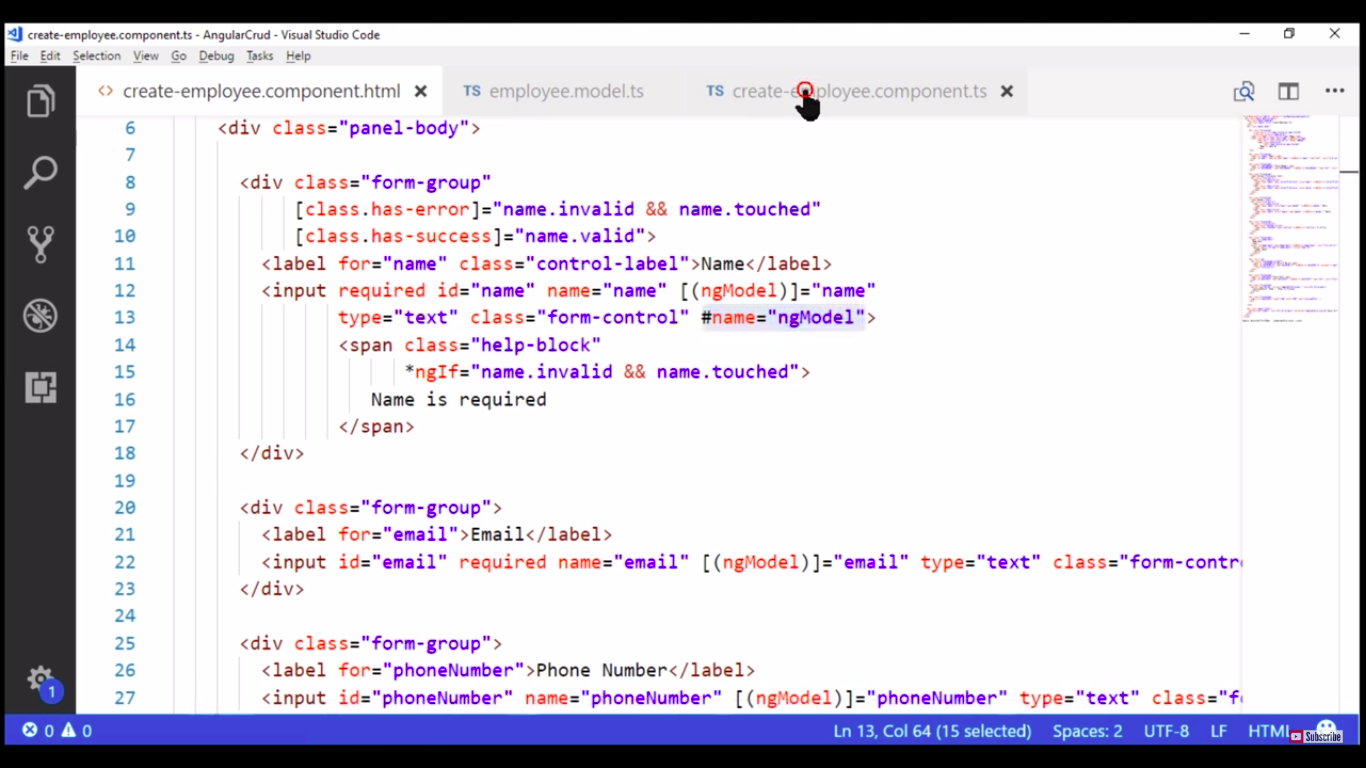 create-employee.component.ts - AngularCrud - Visual Studio Code
File Edit Selection View Go Debug Tasks Help
<> create-employee.component.html × TS employee.model.ts TS create-employee.component.ts ×
6 <div class="panel-body">
7
8 <div class="form-group"
9 [class.has-error]="name.invalid && name.touched"
10 [class.has-success]="name.valid">
11 <label for="name" class="control-label">Name</label>
12 <input required id="name" name="name" [(ngModel)]="name"
13 type="text" class="form-control" #name="ngModel">
14 <span class="help-block"
15 *ngIf="name.invalid && name.touched">
16 Name is required
17 </span>
18 </div>
19
20 <div class="form-group">
21 <label for="email">Email</label>
22 <input id="email" required name="email" [(ngModel)]="email" type="text" class="form-contr
23 </div>
24
25 <div class="form-group">
26 <label for="phoneNumber">Phone Number</label>
27 <input id="phoneNumber" name="phoneNumber" [(ngModel)]="phoneNumber" type="text" class="f
1
0 0 Ln 13, Col 64 (15 selected) Spaces: 2 UTF-8 LF HTML
Subscribe